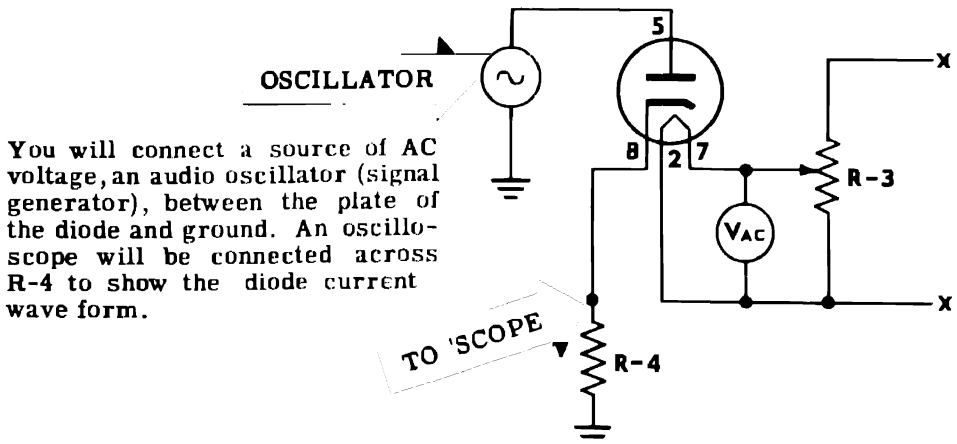 OSCILLATOR
You will connect a source of AC
voltage, an audio oscillator (signal
generator), between the plate of
the diode and ground. An oscillo-
scope will be connected across
R-4 to show the diode current
wave form.
5
8
2
7
X
R-3
VAC
X
TO 'SCOPE
R-4